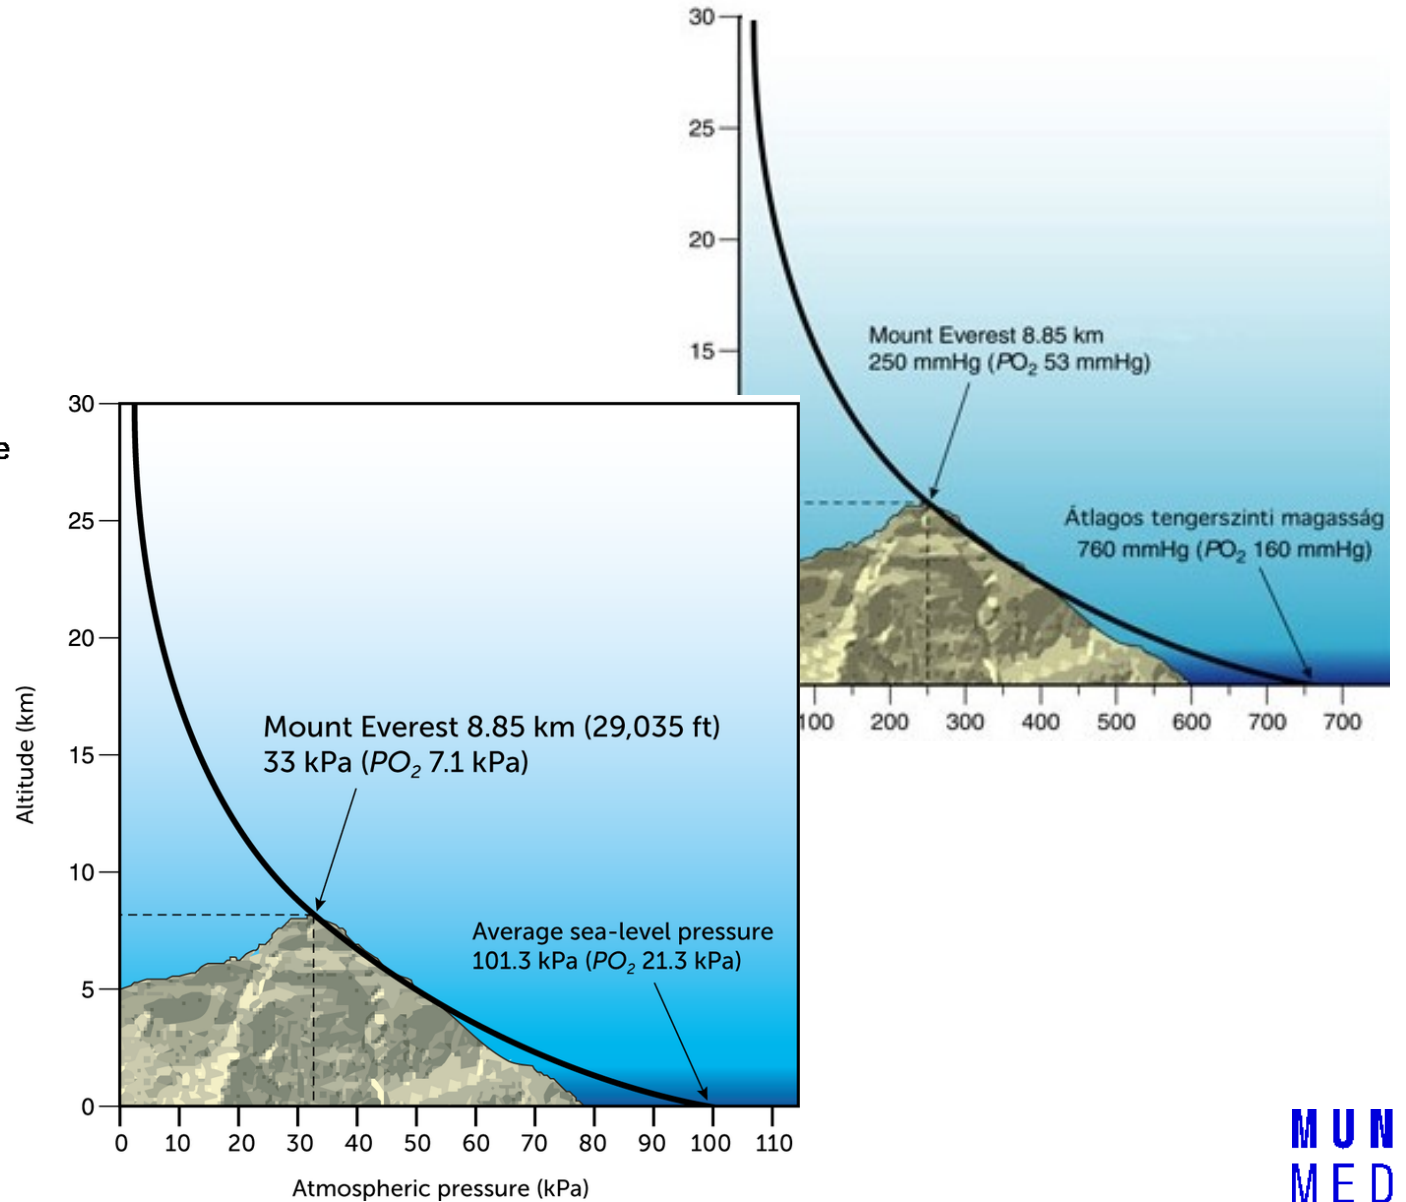 30
25
20
15
Mount Everest 8.85 km
250 mmHg (PO2 53 mmHg)
Átlagos tengerszinti magasság
760 mmHg (PO2 160 mmHg)
100 200 300 400 500 600 700 700
e
30
25
20
15
10
5
0
Altitude (km)
Mount Everest 8.85 km (29,035 ft)
33 kPa (PO2 7.1 kPa)
Average sea-level pressure
101.3 kPa (PO2 21.3 kPa)
0 10 20 30 40 50 60 70 80 90 100 110
Atmospheric pressure (kPa)
MUN
MED